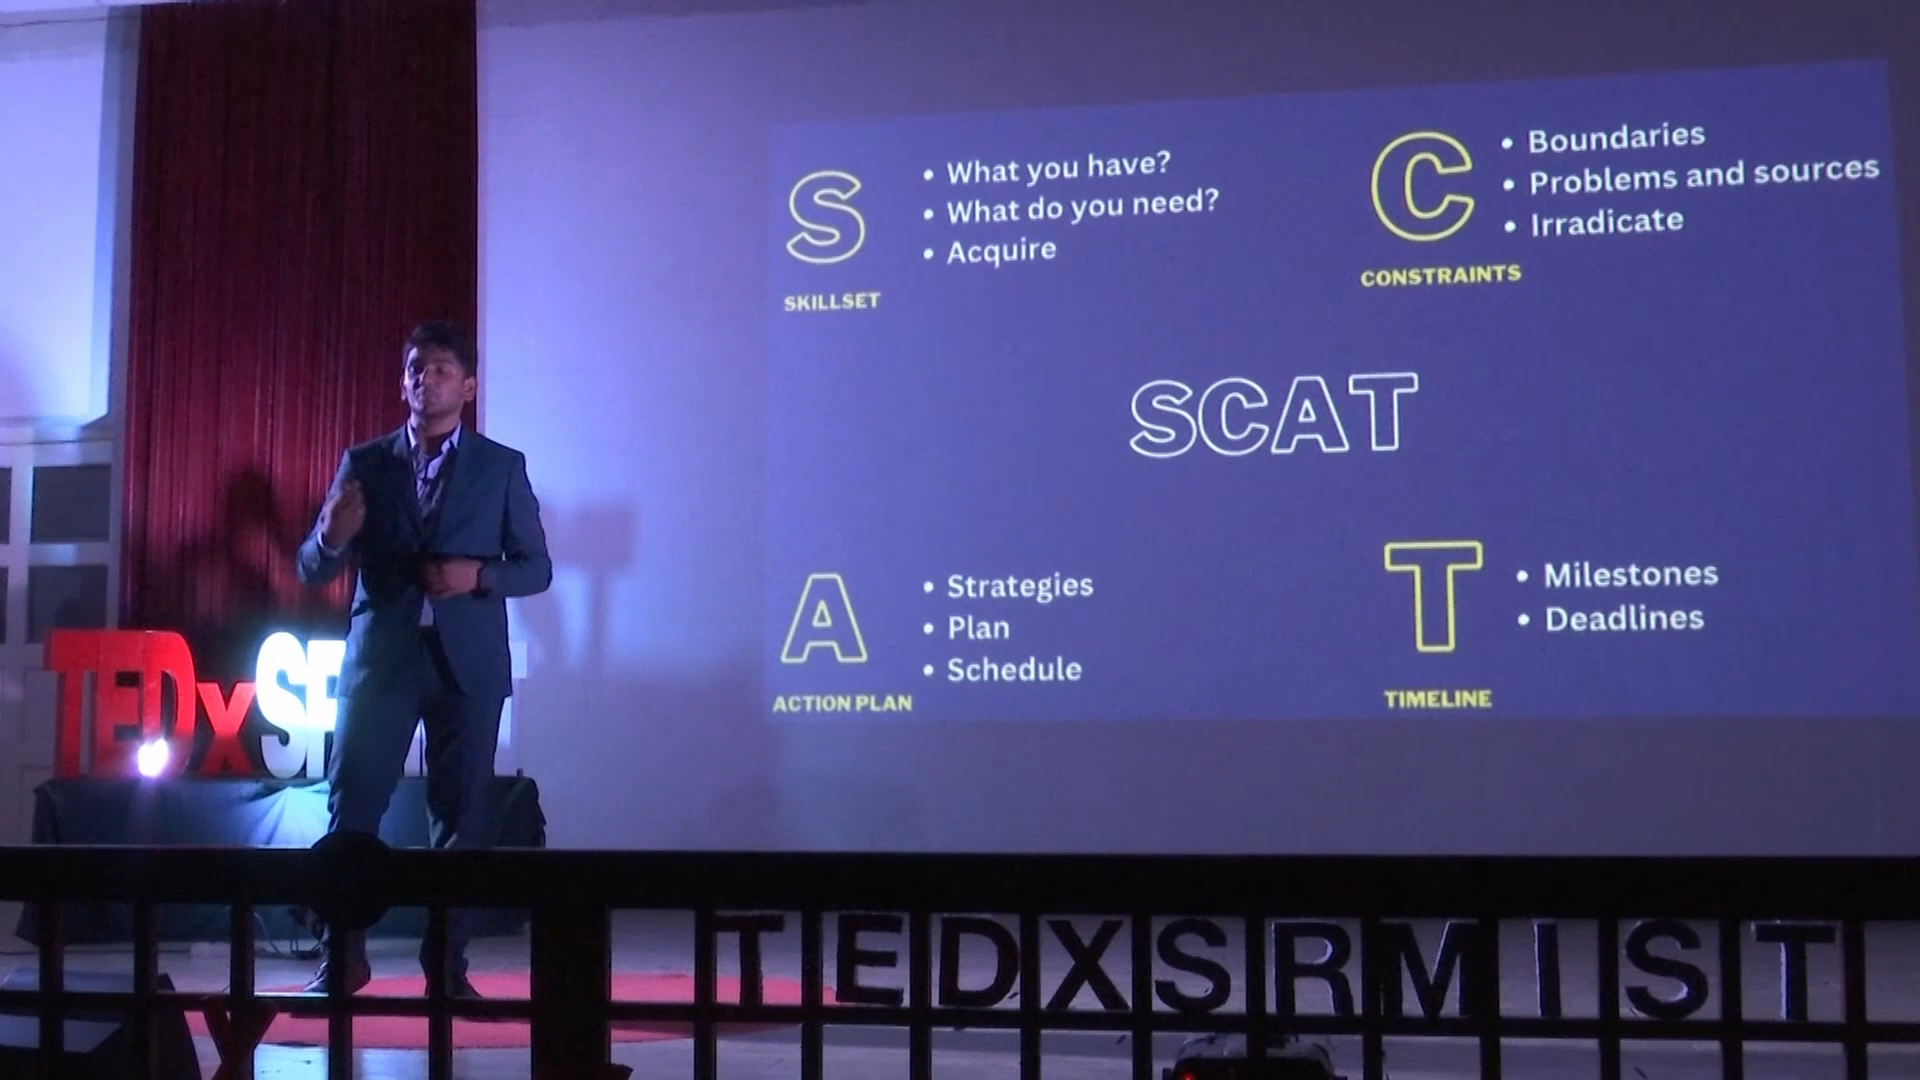 S
• What you have?
• What do you need?
• Acquire
SKILLSET
C
• Boundaries
• Problems and sources
• Irradicate
CONSTRAINTS
SCAT
A
• Strategies
• Plan
• Schedule
ACTION PLAN
T
• Milestones
• Deadlines
TIMELINE
TEDx
TEDXSRMIST
X